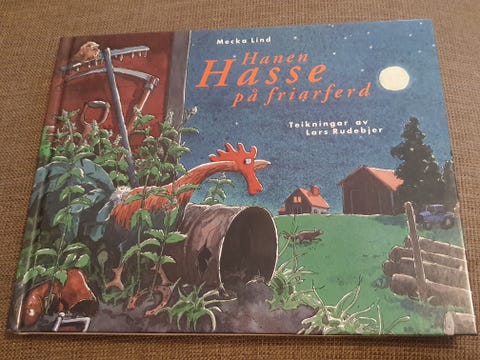 Mecka Lind
Hanen
Hasse
på friarferd
Teikningar av
Lars Rudebjer